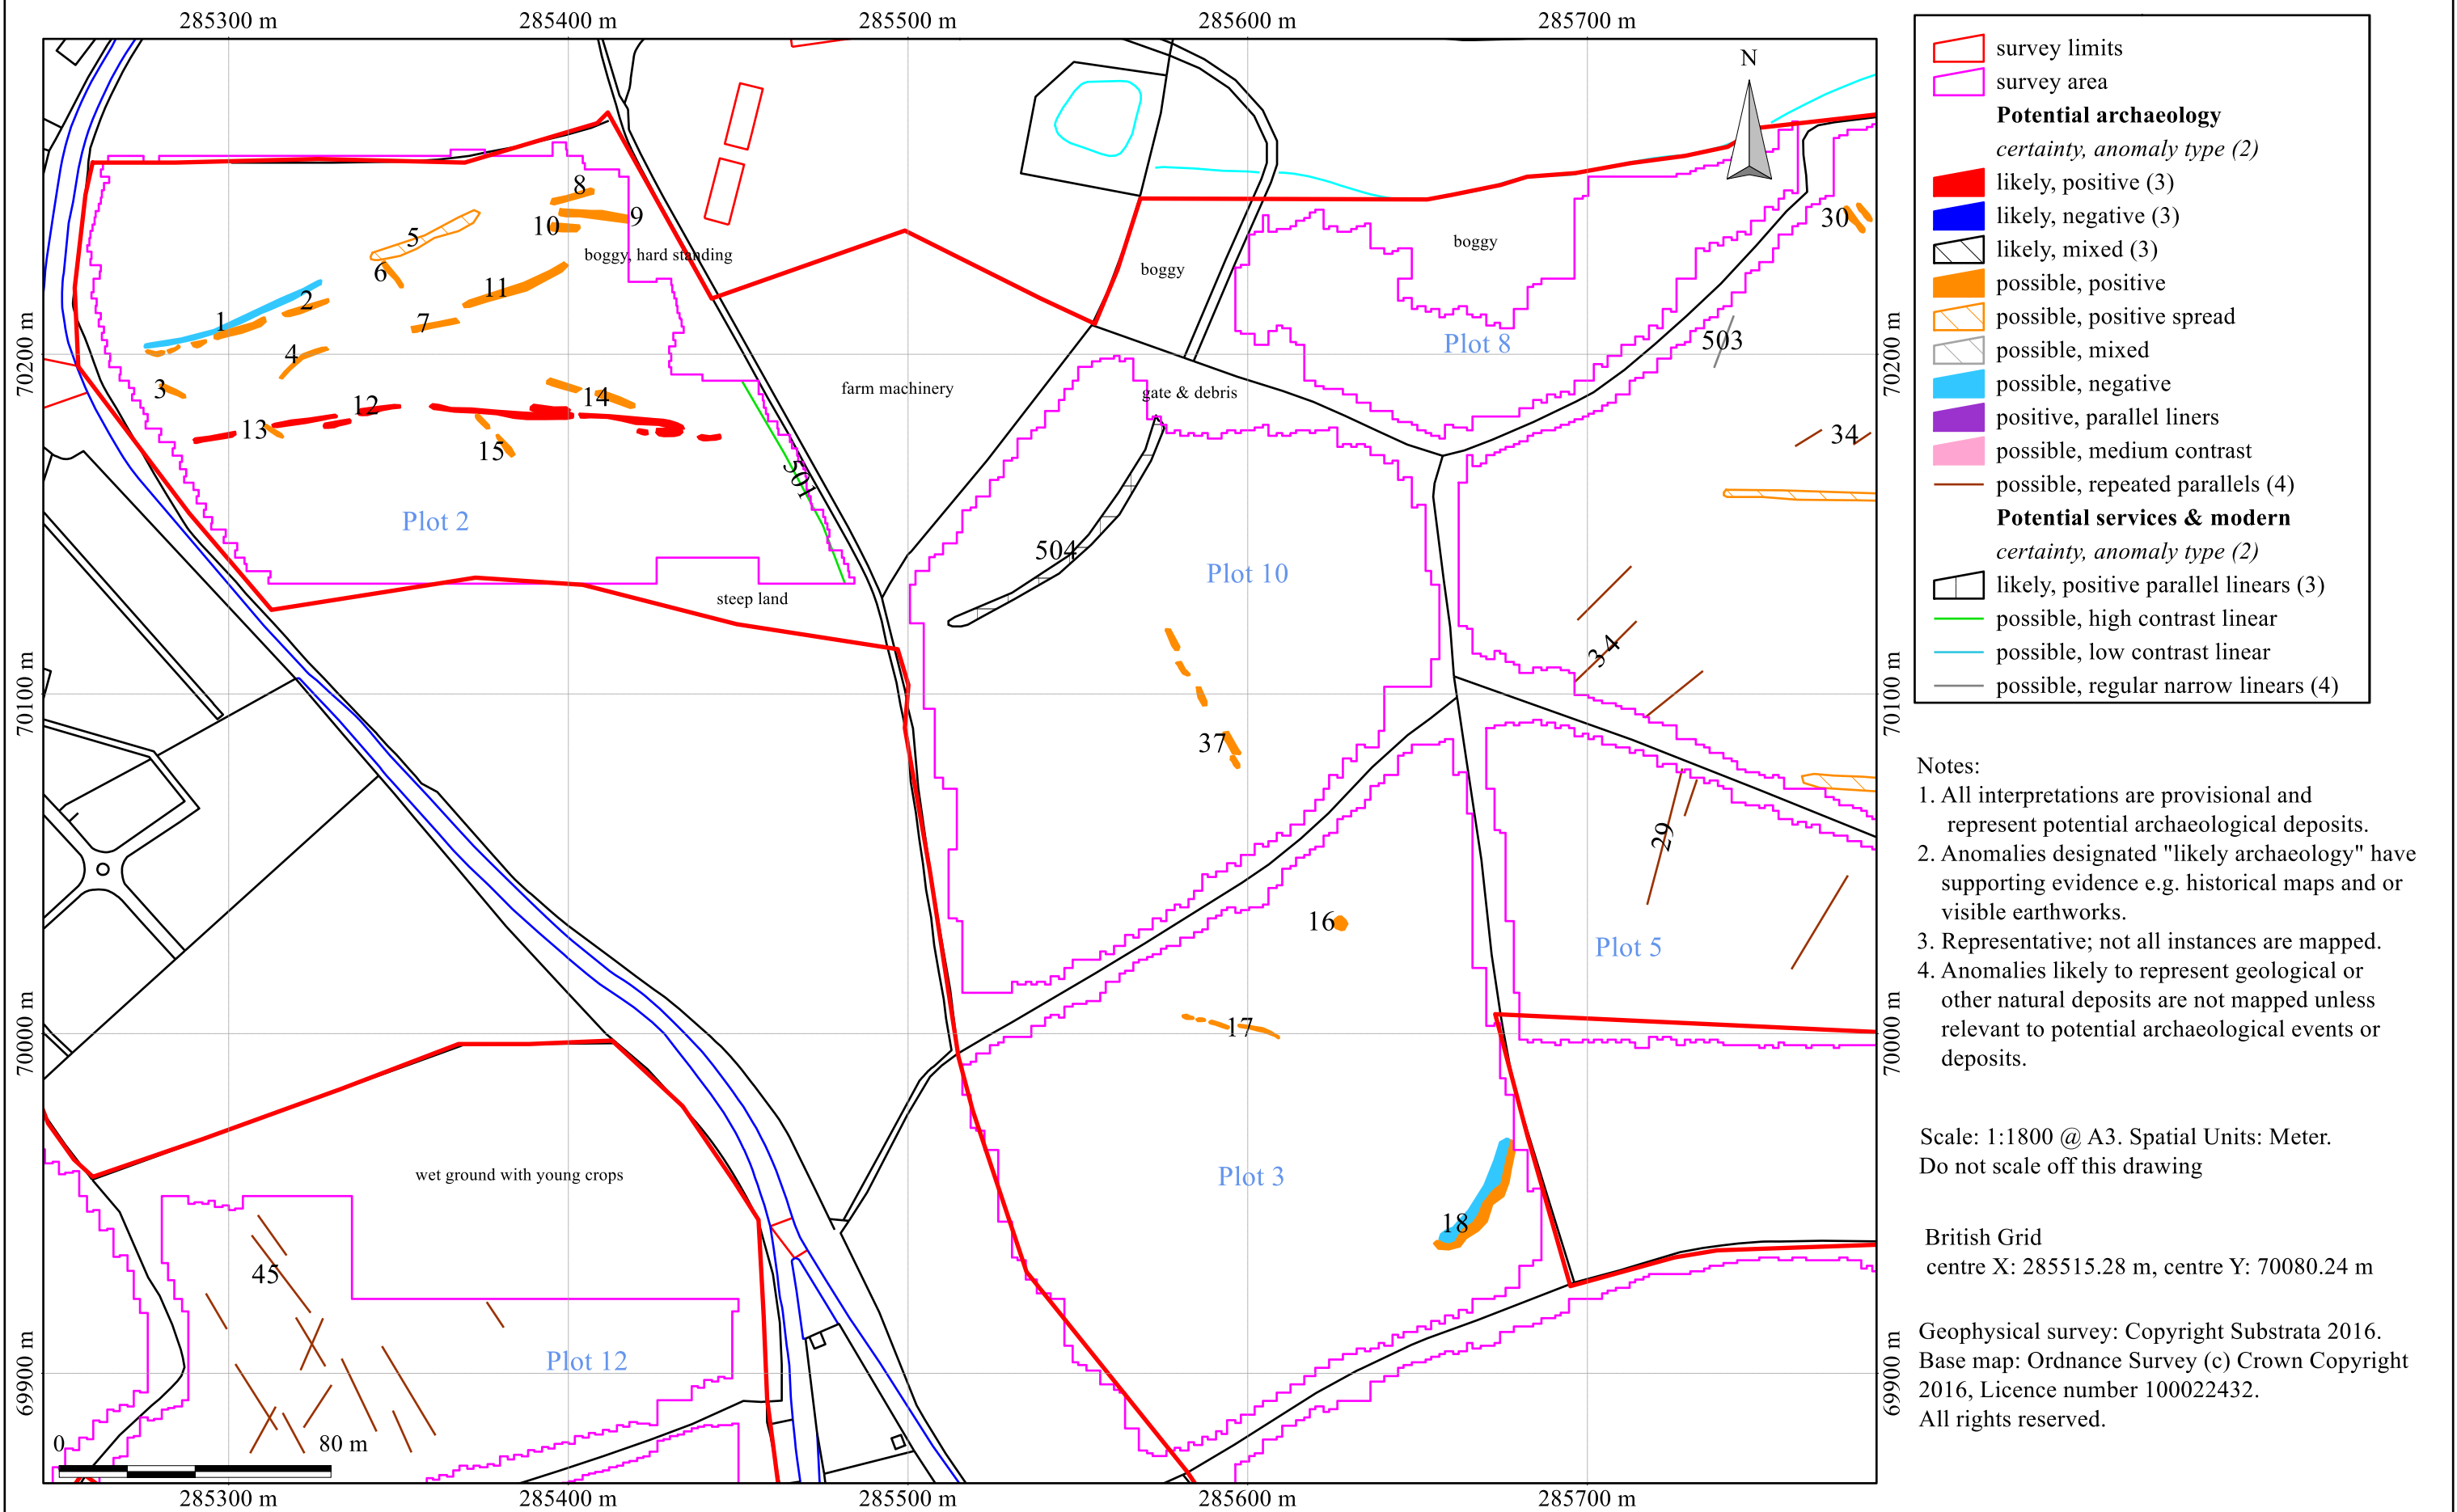 285300 m 285400 m 285500 m 285600 m 285700 m
N
8
9
10
5
boggy, hard standing
6
11
2
1
7
4
3
14
12
13
15
501
Plot 2
steep land
farm machinery
boggy
boggy
gate & debris
Plot 8
30
503
34
504
Plot 10
34
37
29
16
Plot 5
17
Plot 3
18
wet ground with young crops
45
Plot 12
0 80 m
70200 m
70100 m
70000 m
69900 m
70200 m
70100 m
70000 m
69900 m
285300 m 285400 m 285500 m 285600 m 285700 m
survey limits
survey area
Potential archaeology
certainty, anomaly type (2)
likely, positive (3)
likely, negative (3)
likely, mixed (3)
possible, positive
possible, positive spread
possible, mixed
possible, negative
positive, parallel liners
possible, medium contrast
possible, repeated parallels (4)
Potential services & modern
certainty, anomaly type (2)
likely, positive parallel linears (3)
possible, high contrast linear
possible, low contrast linear
possible, regular narrow linears (4)
Notes:
1. All interpretations are provisional and
represent potential archaeological deposits.
2. Anomalies designated "likely archaeology" have
supporting evidence e.g. historical maps and or
visible earthworks.
3. Representative; not all instances are mapped.
4. Anomalies likely to represent geological or
other natural deposits are not mapped unless
relevant to potential archaeological events or
deposits.
Scale: 1:1800 @ A3. Spatial Units: Meter.
Do not scale off this drawing
British Grid
centre X: 285515.28 m, centre Y: 70080.24 m
Geophysical survey: Copyright Substrata 2016.
Base map: Ordnance Survey (c) Crown Copyright
2016, Licence number 100022432.
All rights reserved.